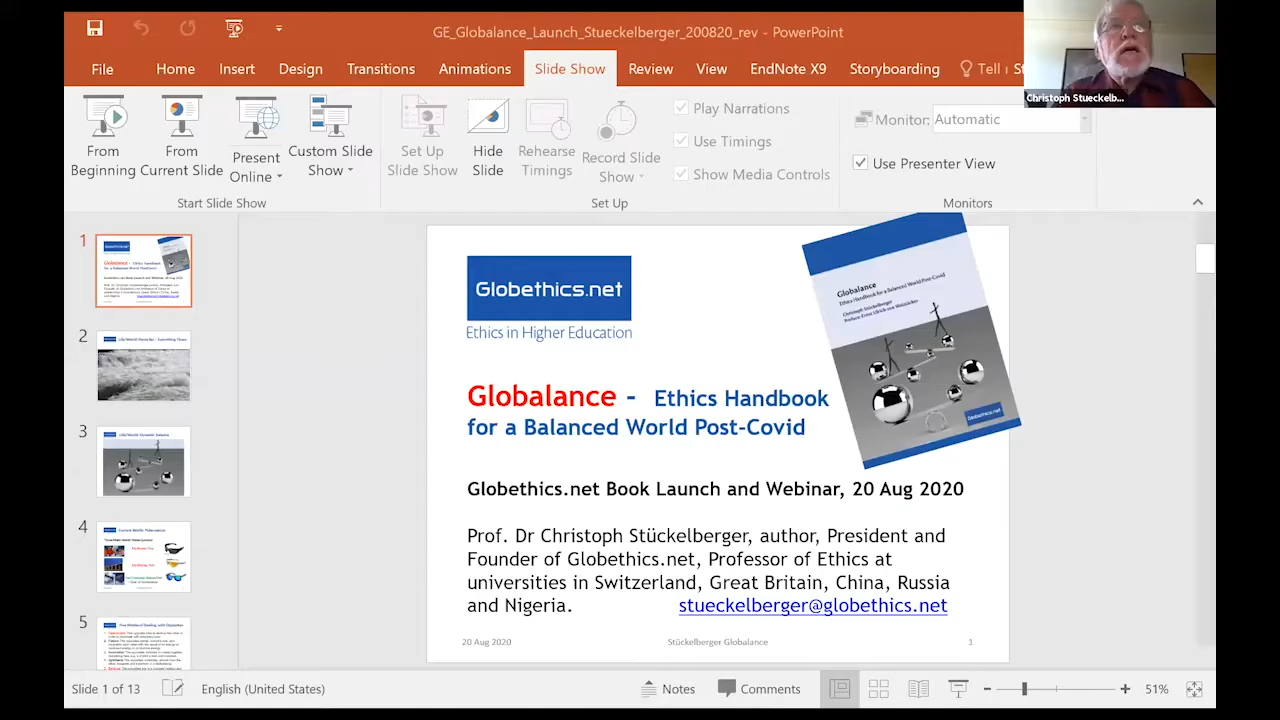 GE_Globalance_Launch_Stueckelberger_200820_rev - PowerPoint
File Home Insert Design Transitions Animations Slide Show Review View EndNote X9 Storyboarding Tell
Christoph Stueckelb...
From Beginning
From Current Slide
Present Online
Custom Slide Show
Set Up Slide Show
Hide Slide
Rehearse Timings
Record Slide Show
Play Narrations
Use Timings
Show Media Controls
Monitor: Automatic
Use Presenter View
Start Slide Show
Set Up
Monitors
1
2
3
4
5
Globethics.net
Ethics in Higher Education
Globalance
Ethics Handbook for a Balanced World Post-Covid
Christoph Stückelberger
Preface: Ernst Ulrich von Weizsäcker
Globethics.net
Globalance - Ethics Handbook
for a Balanced World Post-Covid
Globethics.net Book Launch and Webinar, 20 Aug 2020
Prof. Dr Christoph Stückelberger, author, President and
Founder of Globethics.net, Professor of Ethics at
universities in Switzerland, Great Britain, China, Russia
and Nigeria. stueckelberger@globethics.net
20 Aug 2020 Stückelberger Globalance 1
Slide 1 of 13 English (United States) Notes Comments 51%